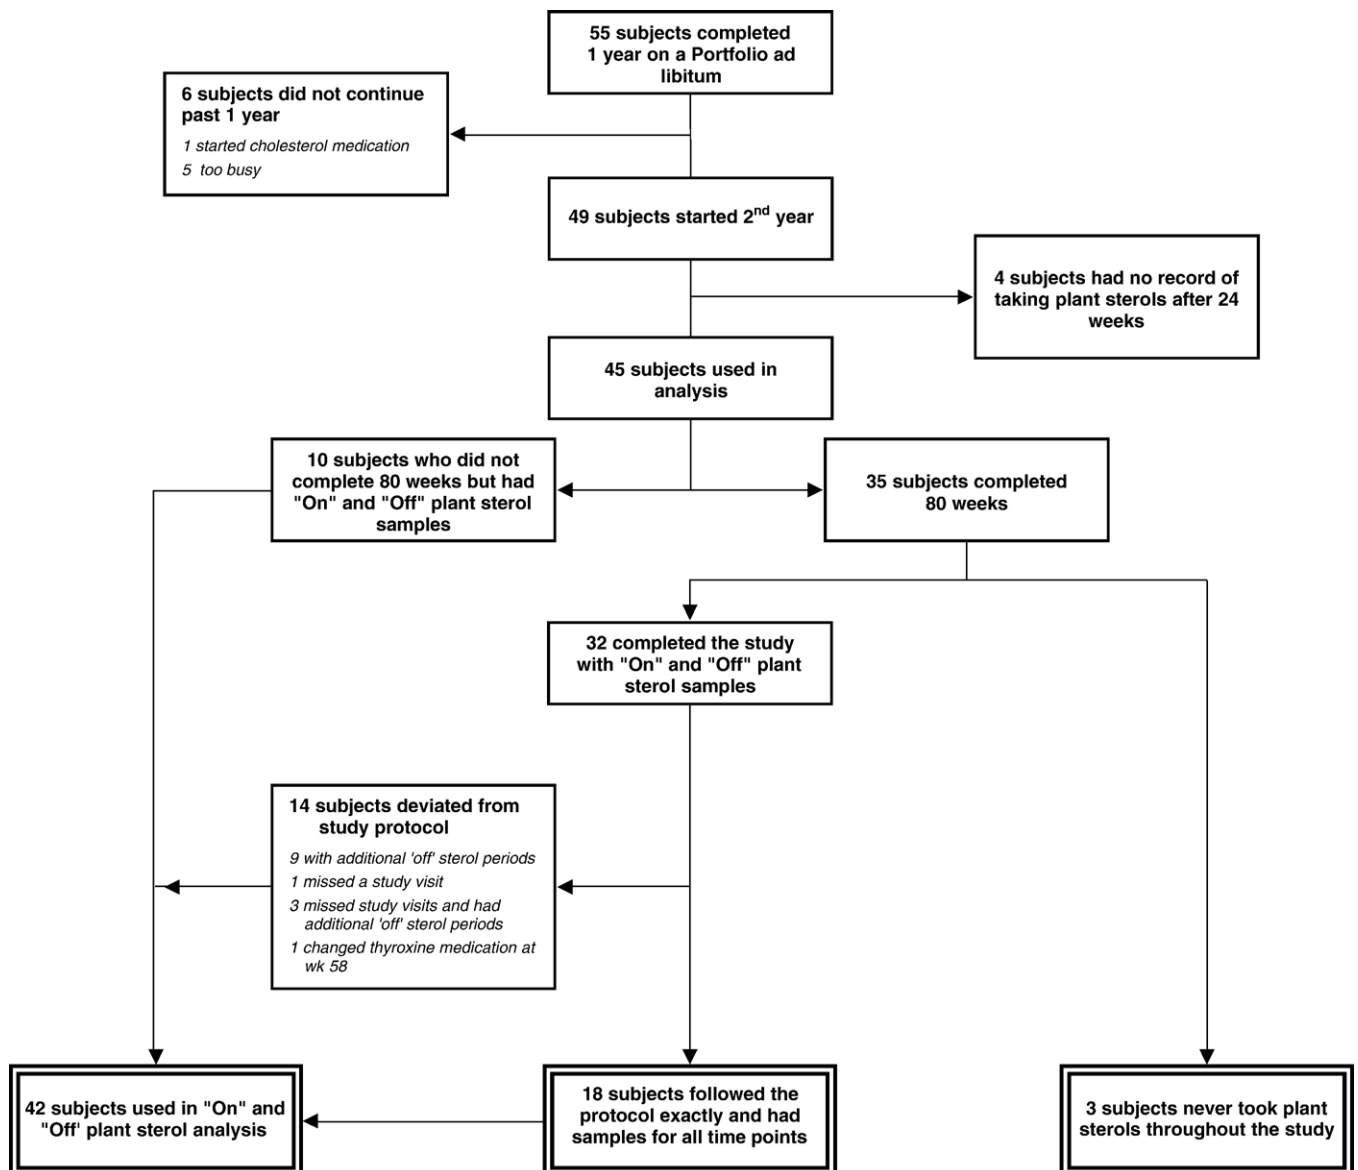 55 subjects completed
1 year on a Portfolio ad
libitum
6 subjects did not continue
past 1 year
1 started cholesterol medication
5 too busy
49 subjects started 2nd year
4 subjects had no record of
taking plant sterols after 24
weeks
45 subjects used in
analysis
10 subjects who did not
complete 80 weeks but had
"On" and "Off" plant sterol
samples
35 subjects completed
80 weeks
32 completed the study
with "On" and "Off" plant
sterol samples
14 subjects deviated from
study protocol
9 with additional 'off' sterol periods
1 missed a study visit
3 missed study visits and had
additional 'off' sterol periods
1 changed thyroxine medication at
wk 58
42 subjects used in "On" and
"Off' plant sterol analysis
18 subjects followed the
protocol exactly and had
samples for all time points
3 subjects never took plant
sterols throughout the study